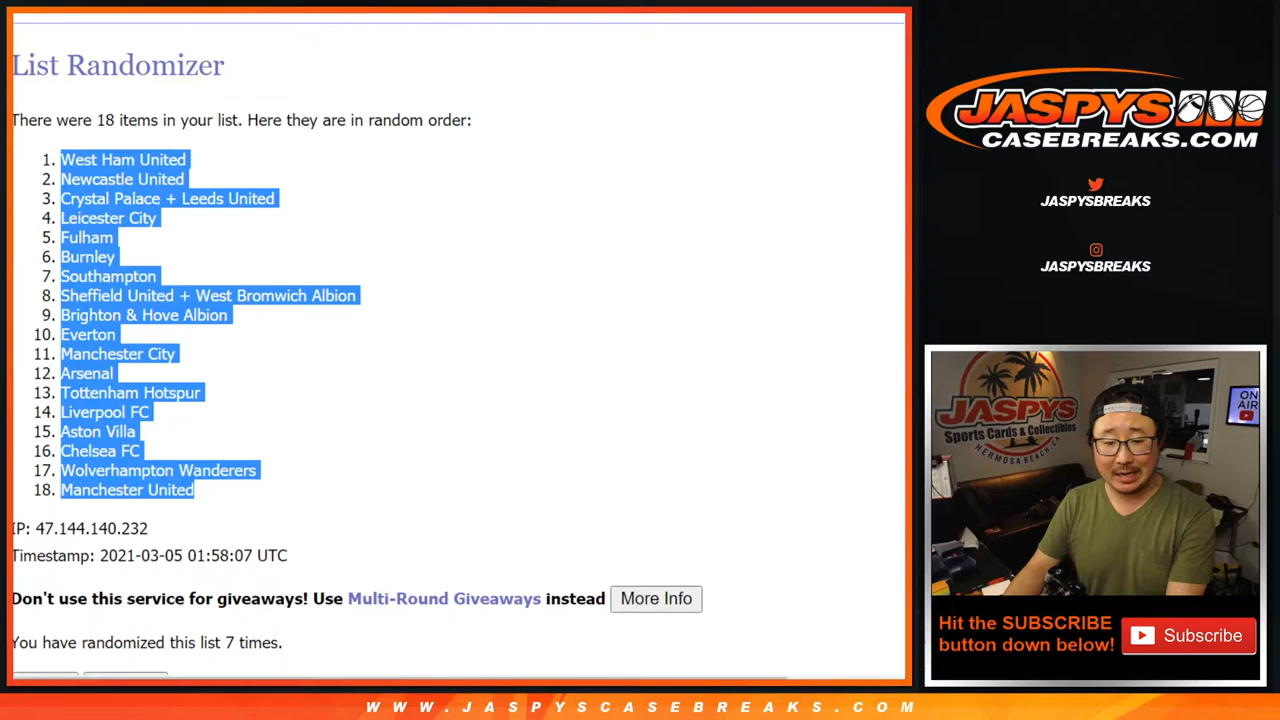 List Randomizer
There were 18 items in your list. Here they are in random order:
1. West Ham United
2. Newcastle United
3. Crystal Palace + Leeds United
4. Leicester City
5. Fulham
6. Burnley
7. Southampton
8. Sheffield United + West Bromwich Albion
9. Brighton & Hove Albion
10. Everton
11. Manchester City
12. Arsenal
13. Tottenham Hotspur
14. Liverpool FC
15. Aston Villa
16. Chelsea FC
17. Wolverhampton Wanderers
18. Manchester United
IP: 47.144.140.232
Timestamp: 2021-03-05 01:58:07 UTC
Don't use this service for giveaways! Use Multi-Round Giveaways instead More Info
You have randomized this list 7 times.
JASPYS
CASEBREAKS.COM
JASPYSBREAKS
JASPYSBREAKS
JASPYS
Sports Cards & Collectibles
HERMOSA BEACH, CA
ON
AIR
Hit the SUBSCRIBE
button down below!
Subscribe
WWW.JASPYSCASEBREAKS.COM